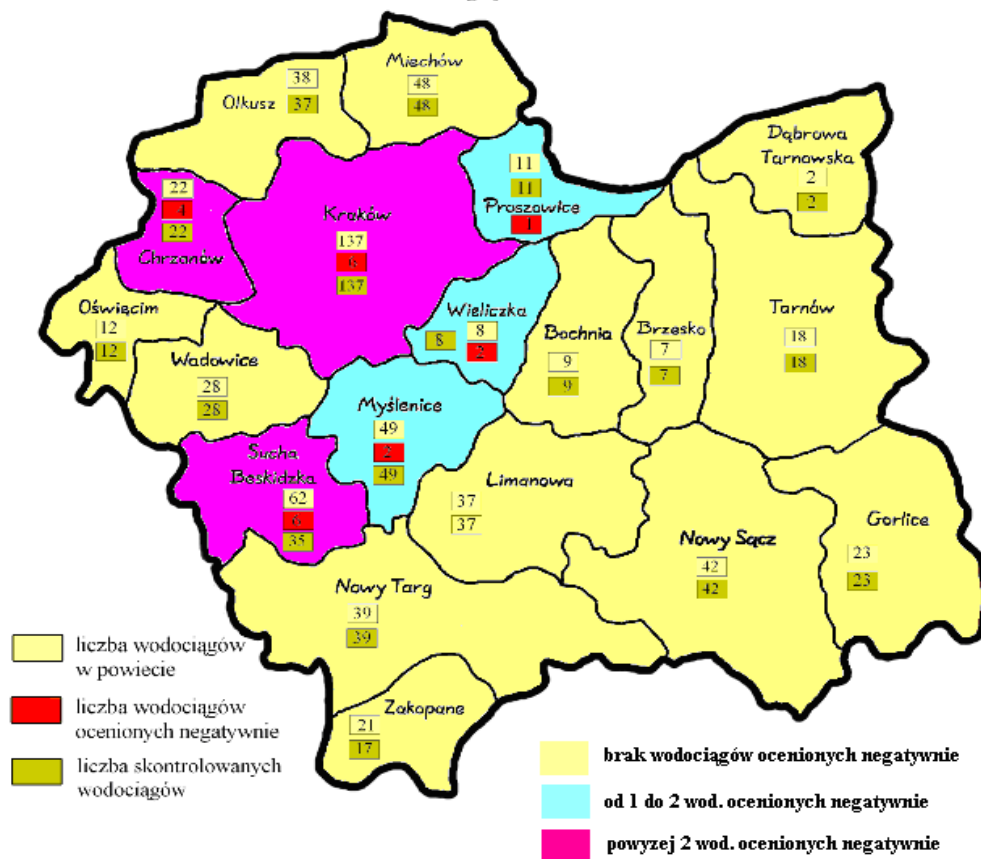 Miechów
48
48
38
Olkusz
37
Dąbrowa
Tarnowska
2
2
11
11
Proszowice
1
22
4
22
Chrzanów
Kraków
137
6
137
Oświęcim
12
12
Wieliczka
8
8
2
Bochnia
9
9
Brzesko
7
7
Tarnów
18
18
Wadowice
28
28
Myślenice
49
2
49
Sucha
Beskidzka
62
6
35
Limanowa
37
37
Nowy Sącz
42
42
Gorlice
23
23
Nowy Targ
39
39
Zakopane
21
17
liczba wodociągów
w powiecie
liczba wodociągów
ocenionych negatywnie
liczba skontrolowanych
wodociągów
brak wodociągów ocenionych negatywnie
od 1 do 2 wod. ocenionych negatywnie
powyzej 2 wod. ocenionych negatywnie